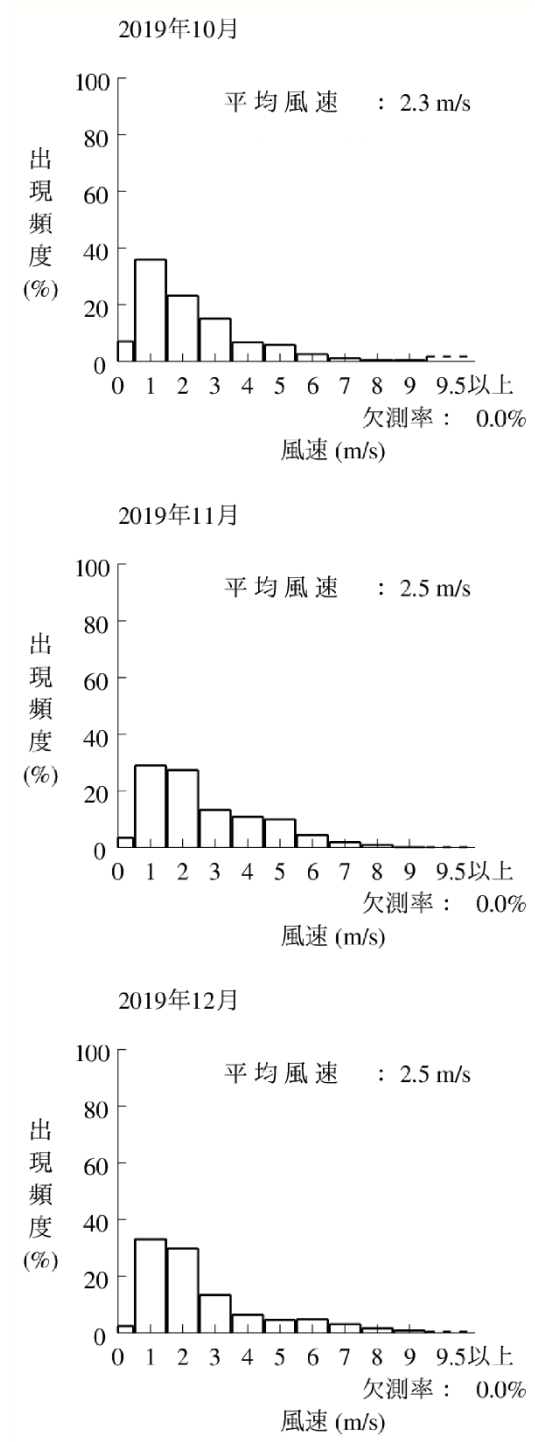 2019年10月
平均風速 : 2.3 m/s
出現頻度(%)
100
80
60
40
20
0
0 1 2 3 4 5 6 7 8 9 9.5以上
欠測率: 0.0%
風速 (m/s)
2019年11月
平均風速 : 2.5 m/s
出現頻度(%)
100
80
60
40
20
0
0 1 2 3 4 5 6 7 8 9 9.5以上
欠測率: 0.0%
風速 (m/s)
2019年12月
平均風速 : 2.5 m/s
出現頻度(%)
100
80
60
40
20
0
0 1 2 3 4 5 6 7 8 9 9.5以上
欠測率: 0.0%
風速 (m/s)